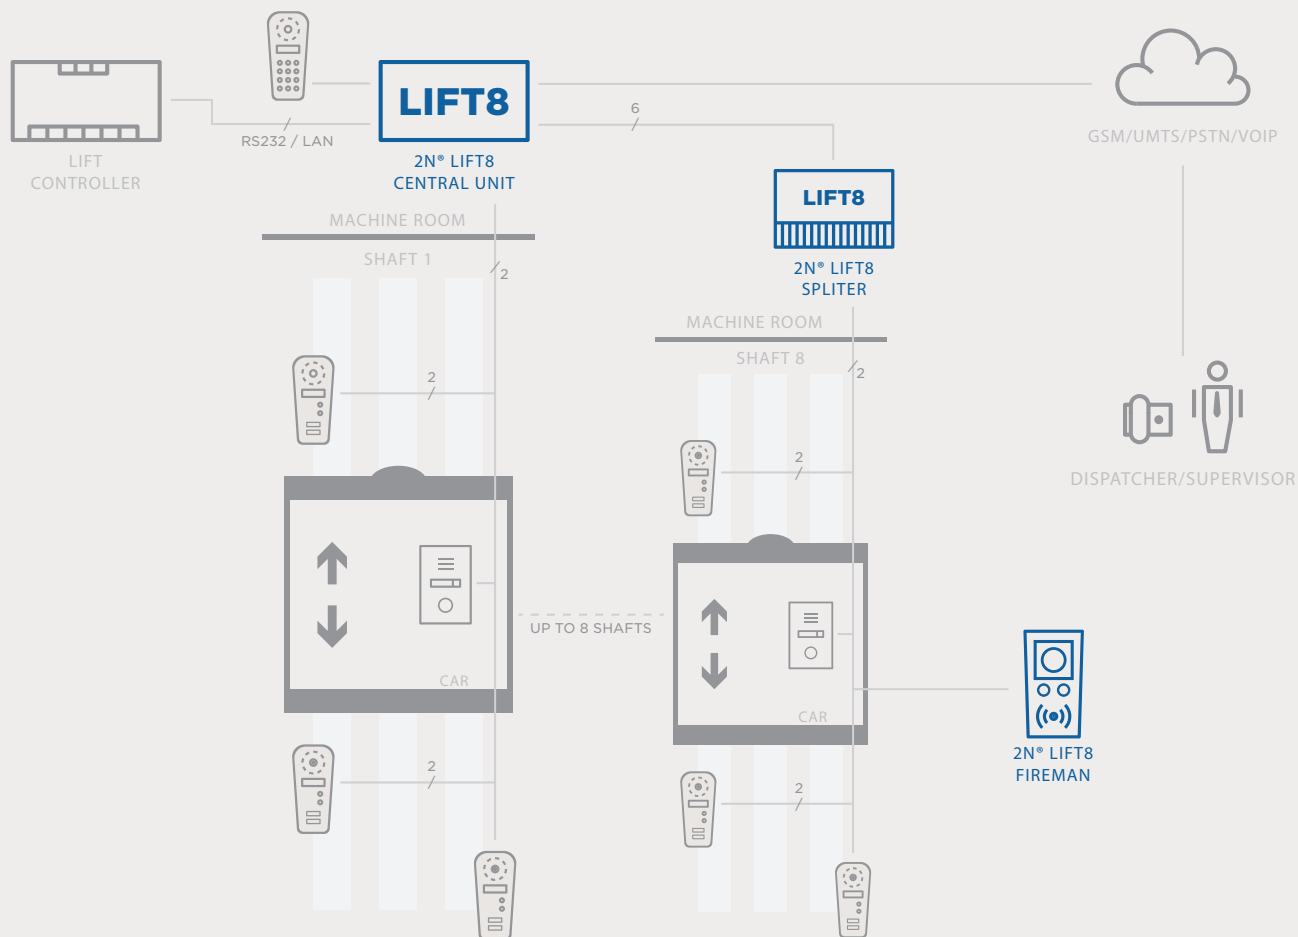 LIFT8
6
RS232 / LAN
GSM/UMTS/PSTN/VOIP
LIFT
CONTROLLER
2N® LIFT8
CENTRAL UNIT
LIFT8
MACHINE ROOM
SHAFT 1
2
2N® LIFT8
SPLITER
MACHINE ROOM
SHAFT 8
2
2
2
DISPATCHER/SUPERVISOR
UP TO 8 SHAFTS
CAR
CAR
2N® LIFT8
FIREMAN
2
2